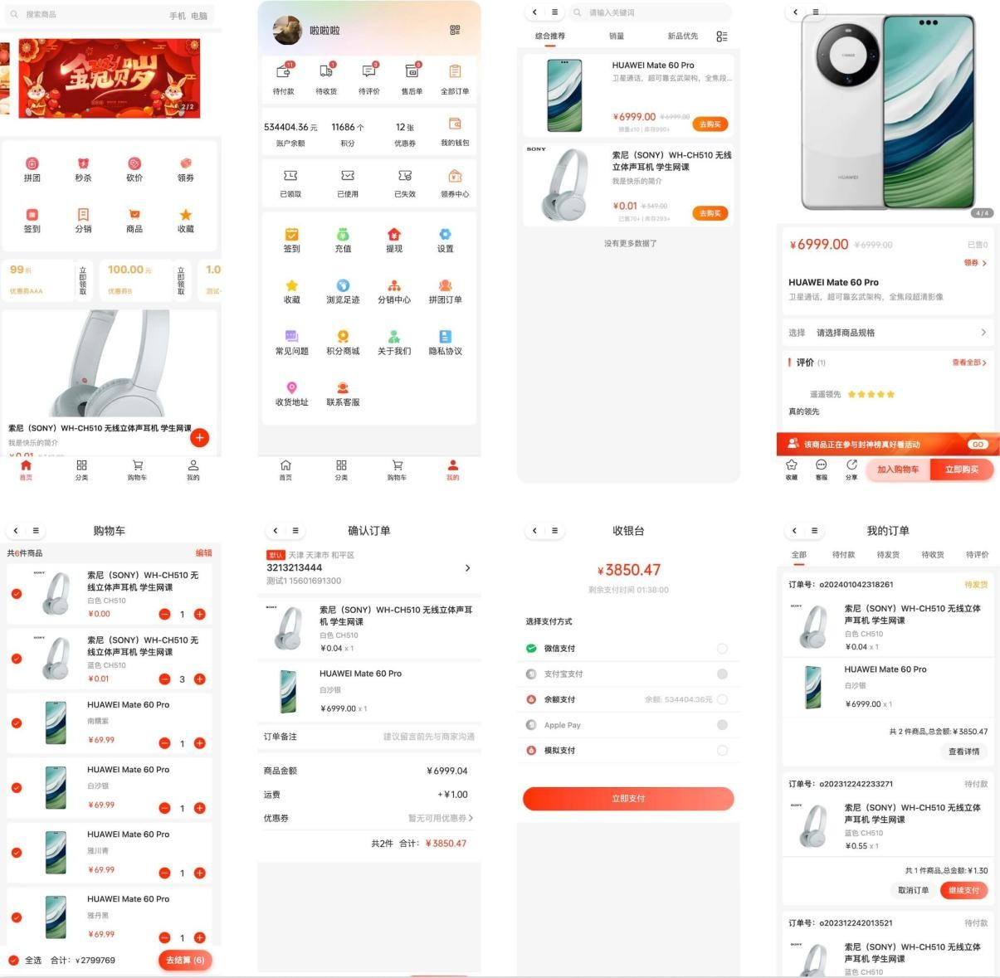 搜索商品
手机 电脑
金兔贺岁
2/2
拼团 秒杀 砍价 领券
签到 分销 商品 收藏
99 积
优惠券AAA
立即领取
100.00 元
优惠券B
立即领取
1.0
测试
索尼（SONY）WH-CH510 无线立体声耳机 学生网课
我是快乐的简介
首页 分类 购物车 我的
啦啦啦
11 1 3 0
待付款 待收货 待评价 售后单 全部订单
534404.36 元 11686 个 12 张
账户余额 积分 优惠券 我的钱包
已领取 已使用 已失效 领券中心
签到 充值 提现 设置
收藏 浏览足迹 分销中心 拼团订单
常见问题 积分商城 关于我们 隐私协议
收货地址 联系客服
首页 分类 购物车 我的
请输入关键词
综合推荐 销量 新品优先
HUAWEI Mate 60 Pro
卫星通话，超可靠玄武架构，全焦段...
￥6999.00 ￥6999.00
销量≤10 | 库存990+
去购买
SONY
索尼（SONY）WH-CH510 无线
立体声耳机 学生网课
我是快乐的简介
￥0.01 ￥349.00
已售70+ | 库存293+
去购买
没有更多数据了
HUAWEI
4/4
￥6999.00 ￥6999.00
已售0
领券
HUAWEI Mate 60 Pro
卫星通话，超可靠玄武架构，全焦段超清影像
选择 请选择商品规格
评价 (1)
查看全部
遥遥领先
真的领先
该商品正在参与封神榜真好看活动
GO
收藏 客服 分享
加入购物车 立即购买
购物车
共6件商品
编辑
SONY
索尼（SONY）WH-CH510 无
线立体声耳机 学生网课
白色 CH510
￥0.00
1
SONY
索尼（SONY）WH-CH510 无
线立体声耳机 学生网课
蓝色 CH510
￥0.01
3
HUAWEI Mate 60 Pro
南糯紫
￥69.99
1
HUAWEI Mate 60 Pro
白沙银
￥69.99
1
HUAWEI Mate 60 Pro
雅川青
￥69.99
1
HUAWEI Mate 60 Pro
雅丹黑
￥69.99
1
全选 合计：￥2799769
去结算 (6)
确认订单
默认 天津 天津市 和平区
3213213444
测试1 15601691300
SONY
索尼（SONY）WH-CH510 无线立体声耳
机 学生网课
白色 CH510
￥0.04 x 1
HUAWEI Mate 60 Pro
白沙银
￥6999.00 x 1
订单备注 建议留言前先与商家沟通
商品金额 ￥6999.04
运费 +￥1.00
优惠券 暂无可用优惠券
共2件 合计：￥3850.47
收银台
￥3850.47
剩余支付时间 01:38:00
选择支付方式
微信支付
支付宝支付
余额支付 余额: 534404.36元
Apple Pay
模拟支付
立即支付
我的订单
全部 待付款 待发货 待收货 待评价
订单号：o202401042318261 待发货
SONY
索尼（SONY）WH-CH510 无线立体
声耳机 学生网课
白色 CH510
￥0.04 x 1
HUAWEI Mate 60 Pro
白沙银
￥6999.00 x 1
共 2 件商品,总金额:￥3850.47
查看详情
订单号：o202312242233271 待付款
SONY
索尼（SONY）WH-CH510 无线立体
声耳机 学生网课
蓝色 CH510
￥0.55 x 1
共 1 件商品,总金额:￥1.30
取消订单 继续支付
订单号：o202312242013521 待付款
SONY
索尼（SONY）WH-CH510 无线立体
声耳机 学生网课
蓝色 CH510